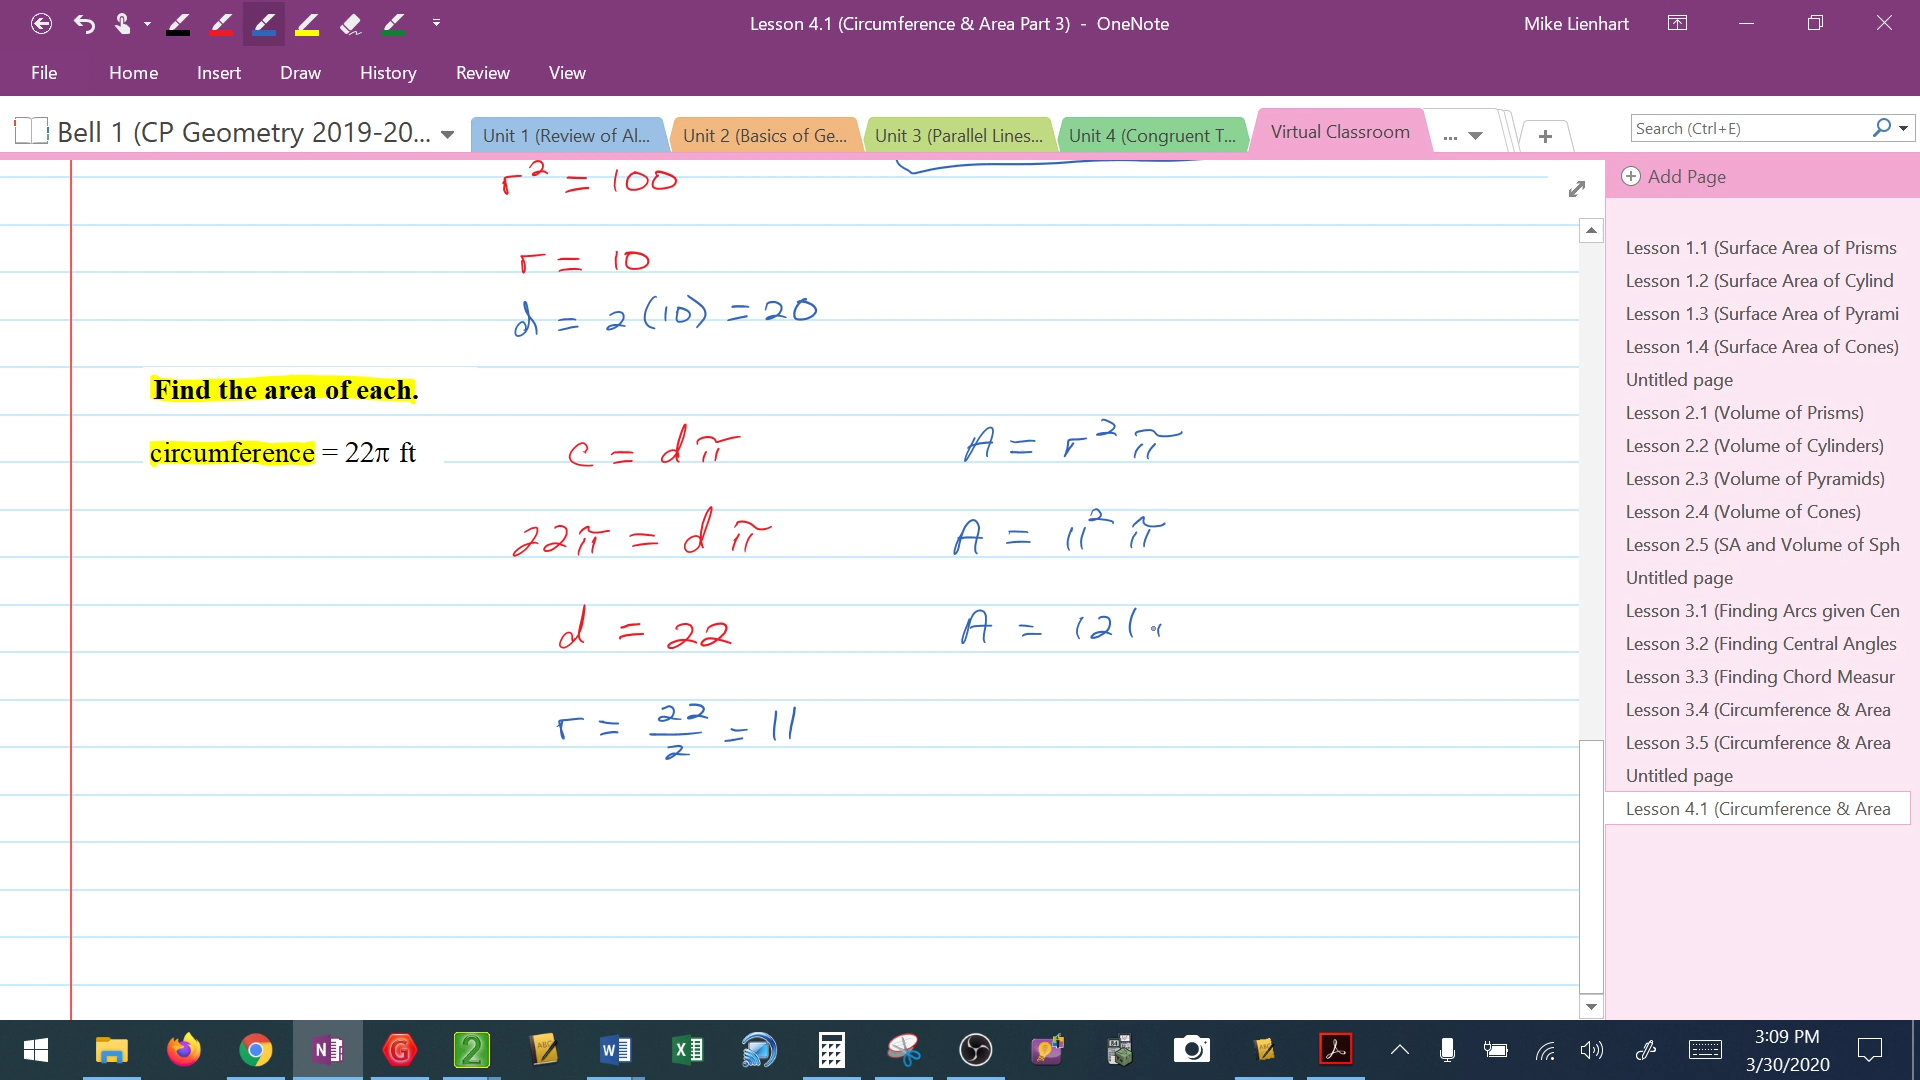 Lesson 4.1 (Circumference & Area Part 3) - OneNote
Mike Lienhart
File Home Insert Draw History Review View
Bell 1 (CP Geometry 2019-20...
Unit 1 (Review of Al...
Unit 2 (Basics of Ge...
Unit 3 (Parallel Lines...
Unit 4 (Congruent T...
Virtual Classroom
...
Search (Ctrl+E)
r² = 100
r = 10
d = 2 (10) = 20
Find the area of each.
circumference = 22π ft
c = dπ
22π = dπ
d = 22
r = 22/2 = 11
A = r² π
A = 11² π
A = 121
Add Page
Lesson 1.1 (Surface Area of Prisms
Lesson 1.2 (Surface Area of Cylind
Lesson 1.3 (Surface Area of Pyrami
Lesson 1.4 (Surface Area of Cones)
Untitled page
Lesson 2.1 (Volume of Prisms)
Lesson 2.2 (Volume of Cylinders)
Lesson 2.3 (Volume of Pyramids)
Lesson 2.4 (Volume of Cones)
Lesson 2.5 (SA and Volume of Sph
Untitled page
Lesson 3.1 (Finding Arcs given Cen
Lesson 3.2 (Finding Central Angles
Lesson 3.3 (Finding Chord Measur
Lesson 3.4 (Circumference & Area
Lesson 3.5 (Circumference & Area
Untitled page
Lesson 4.1 (Circumference & Area
3:09 PM
3/30/2020